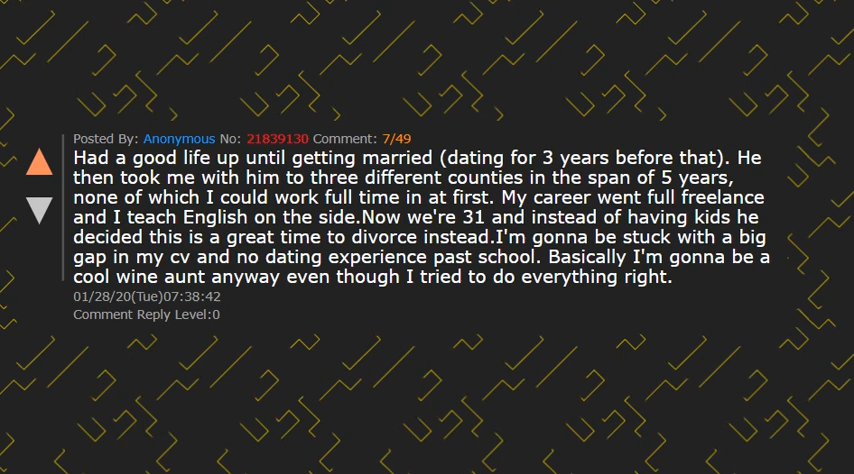 Posted By: Anonymous No: 21839130 Comment: 7/49
Had a good life up until getting married (dating for 3 years before that). He
then took me with him to three different counties in the span of 5 years,
none of which I could work full time in at first. My career went full freelance
and I teach English on the side.Now we're 31 and instead of having kids he
decided this is a great time to divorce instead.I'm gonna be stuck with a big
gap in my cv and no dating experience past school. Basically I'm gonna be a
cool wine aunt anyway even though I tried to do everything right.
01/28/20(Tue)07:38:42
Comment Reply Level:0